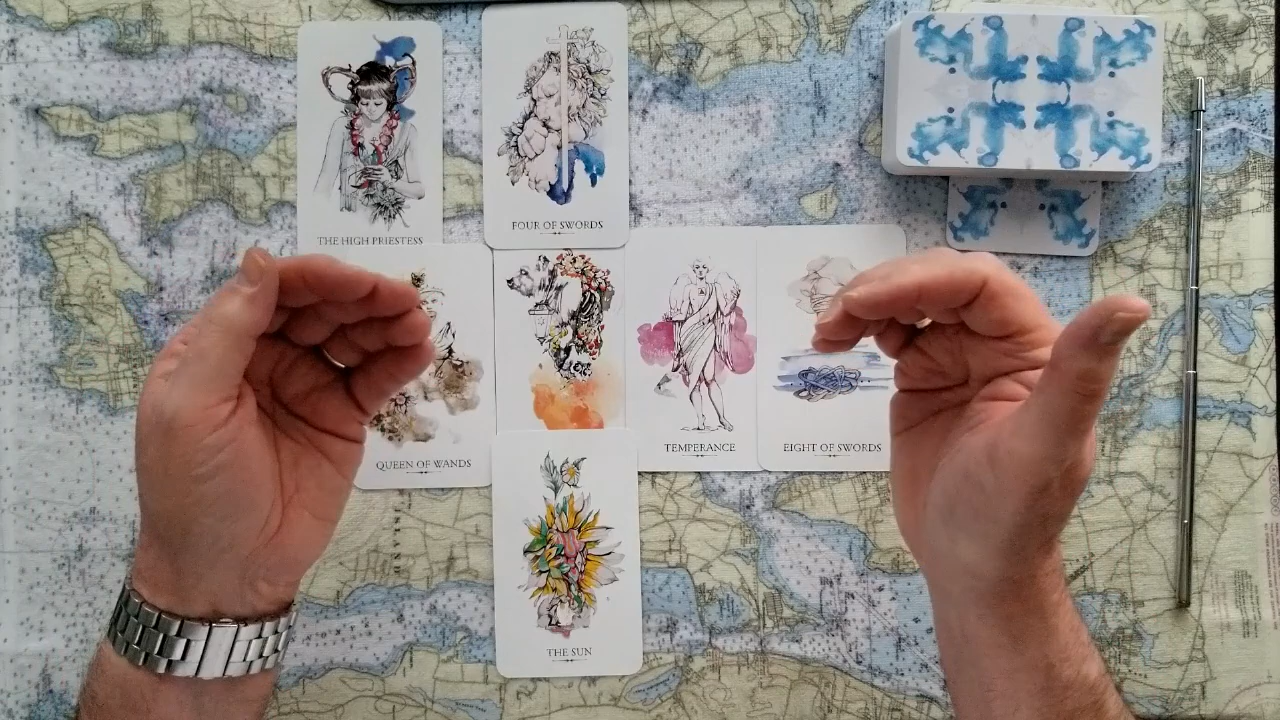 THE HIGH PRIESTESS
FOUR OF SWORDS
QUEEN OF WANDS
TEMPERANCE
EIGHT OF SWORDS
THE SUN